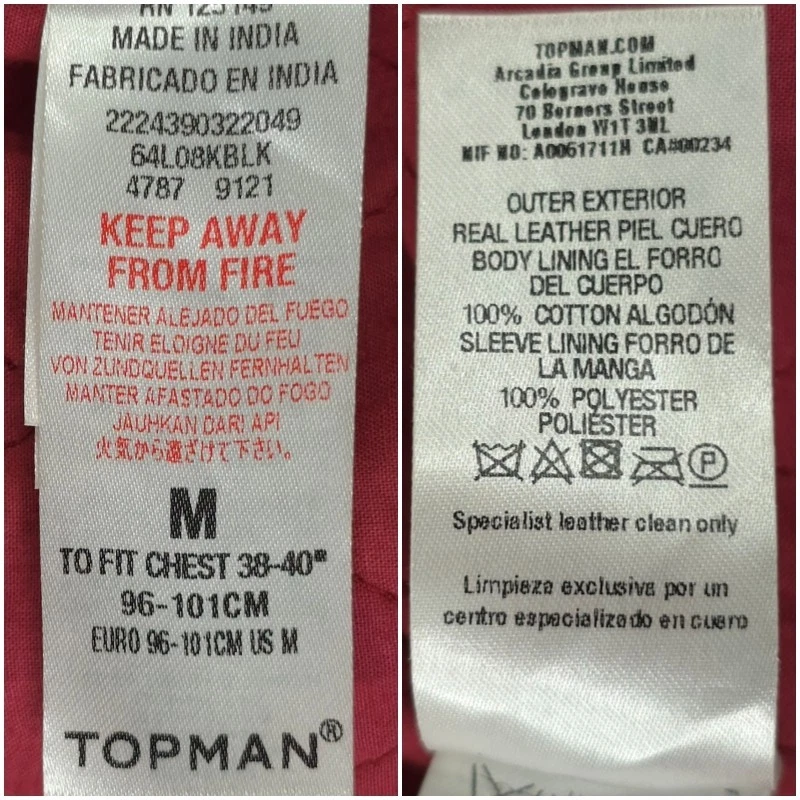 RN 125149
MADE IN INDIA
FABRICADO EN INDIA
2224390322049
64L08KBLK
4787 9121
KEEP AWAY
FROM FIRE
MANTENER ALEJADO DEL FUEGO
TENIR ELOIGNE DU FEU
VON ZUNDQUELLEN FERNHALTEN
MANTER AFASTADO DO FOGO
JAUHKAN DARI API
火気から遠ざけて下さい。
M
TO FIT CHEST 38-40"
96-101CM
EURO 96-101CM US M
TOPMAN®
TOPMAN.COM
Arcadia Group Limited
Colegrave House
70 Berners Street
London W1T 3NL
NIF NO: A0061711H CA#00234
OUTER EXTERIOR
REAL LEATHER PIEL CUERO
BODY LINING EL FORRO
DEL CUERPO
100% COTTON ALGODÓN
SLEEVE LINING FORRO DE
LA MANGA
100% POLYESTER
POLIÉSTER
P
Specialist leather clean only
Limpieza exclusiva por un
centro especializado en cuero